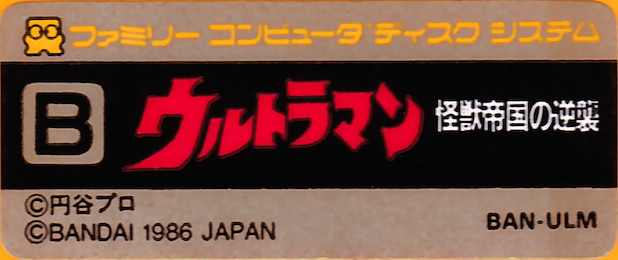 ファミリー コンピュータ ディスク システム
B ウルトラマン 怪獣帝国の逆襲
©円谷プロ
©BANDAI 1986 JAPAN BAN-ULM